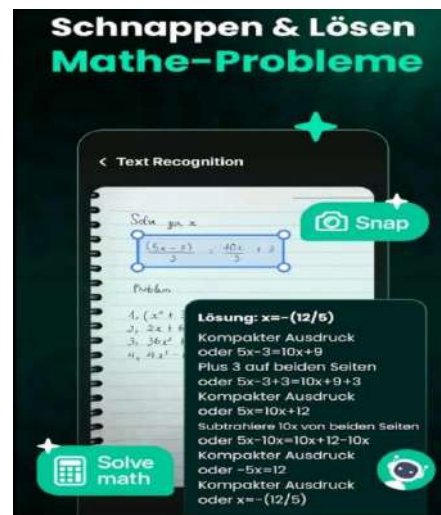 Schnappen & Lösen
Mathe-Probleme
< Text Recognition
Solve for x
Snap
Problem
Lösung: x=-(12/5)
Kompakter Ausdruck
oder 5x-3=10x+9
Plus 3 auf beiden Seiten
oder 5x-3+3=10x+9+3
Kompakter Ausdruck
oder 5x=10x+12
Subtrahiere 10x von beiden Seiten
oder 5x-10x=10x+12-10x
Kompakter Ausdruck
oder -5x=12
Kompakter Ausdruck
oder x=-(12/5)
Solve
math